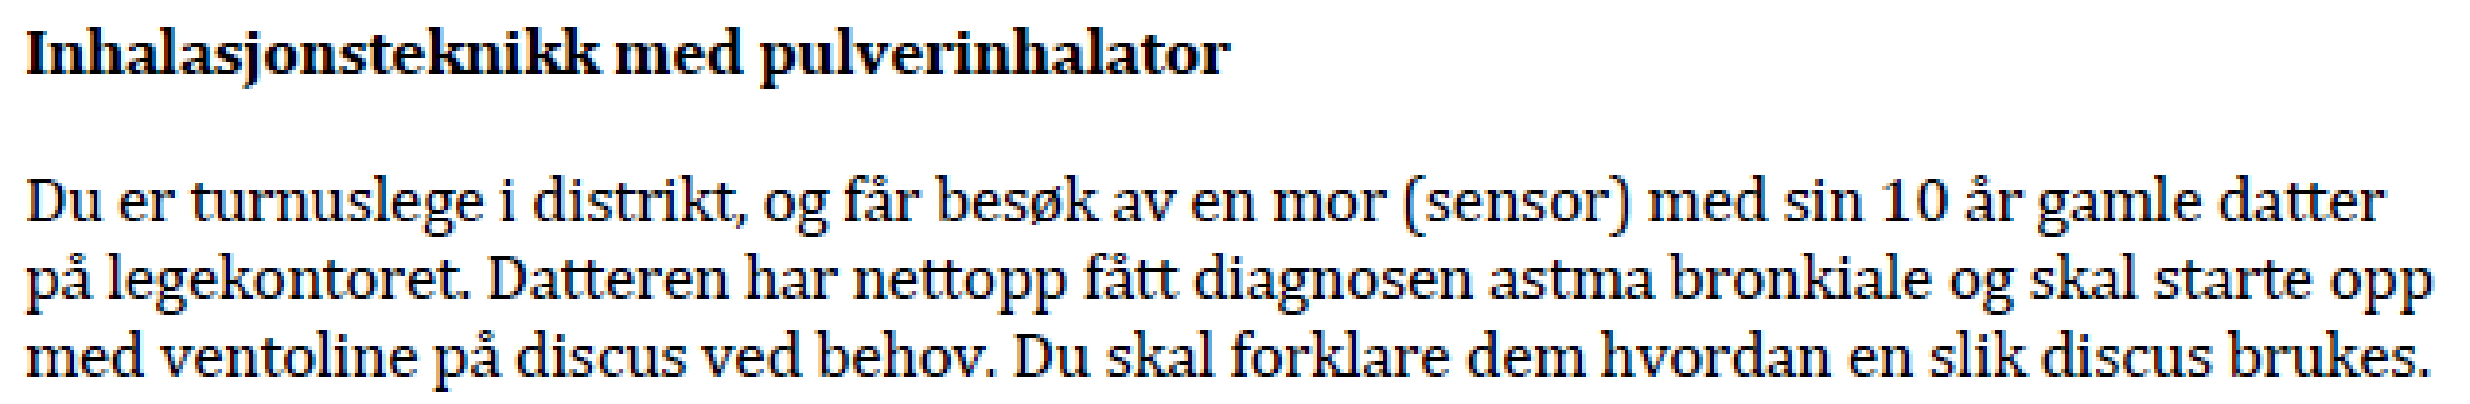 Inhalasjonsteknikk med pulverinhalator
Du er turnuslege i distrikt, og får besøk av en mor (sensor) med sin 10 år gamle datter
på legekontoret. Datteren har nettopp fått diagnosen astma bronkiale og skal starte opp
med ventoline på discus ved behov. Du skal forklare dem hvordan en slik discus brukes.